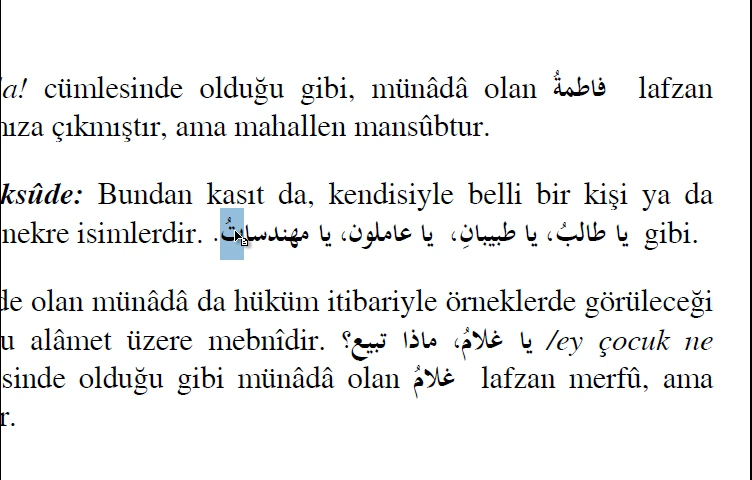 la! cümlesinde olduğu gibi, münâdâ olan فاطمةُ lafzan
mıza çıkmıştır, ama mahallen mansûbtur.
ksûde: Bundan kasıt da, kendisiyle belli bir kişi ya da
nekre isimlerdir. يا طالبُ، يا طبيبانِ، يا عاملون، يا مهندساتُ. gibi.
de olan münâdâ da hüküm itibariyle örneklerde görüleceği
u alâmet üzere mebnîdir. يا غلامُ، ماذا تبيع؟ /ey çocuk ne
sinde olduğu gibi münâdâ olan غلامُ lafzan merfû, ama
r.